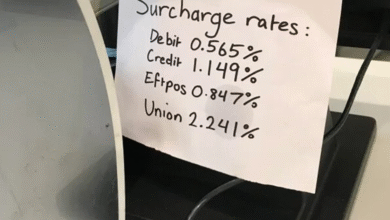 Surcharge rates:
Debit 0.565%
Credit 1.149%
Eftpos 0.847%
Union 2.241%